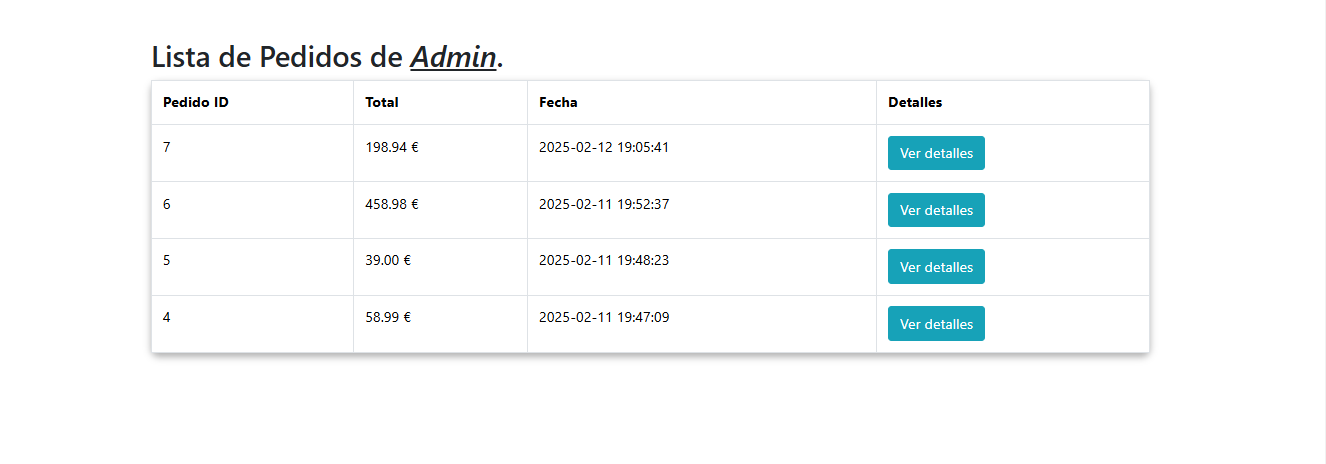 Lista de Pedidos de Admin.
Pedido ID Total Fecha Detalles
7 198.94 € 2025-02-12 19:05:41 Ver detalles
6 458.98 € 2025-02-11 19:52:37 Ver detalles
5 39.00 € 2025-02-11 19:48:23 Ver detalles
4 58.99 € 2025-02-11 19:47:09 Ver detalles